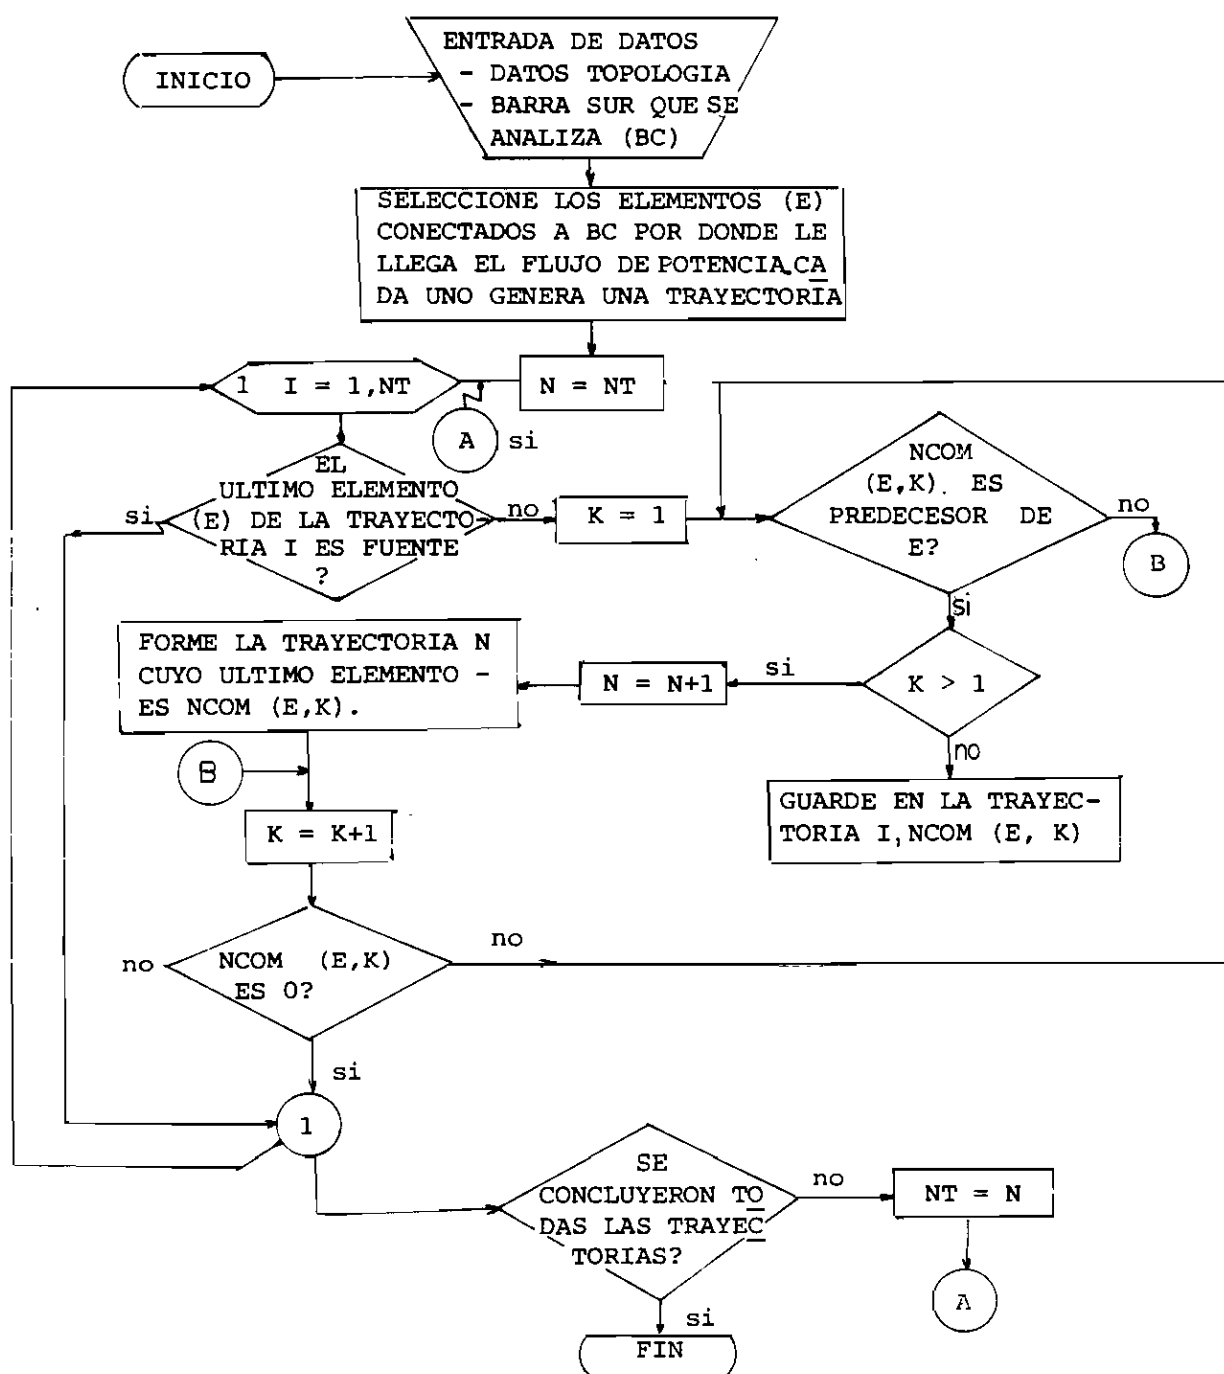 ENTRADA DE DATOS
- DATOS TOPOLOGIA
- BARRA SUR QUE SE
ANALIZA (BC)
INICIO
SELECCIONE LOS ELEMENTOS (E)
CONECTADOS A BC POR DONDE LE
LLEGA EL FLUJO DE POTENCIA,CA
DA UNO GENERA UNA TRAYECTORIA
1 I = 1,NT
N = NT
A
si
EL
ULTIMO ELEMENTO
(E) DE LA TRAYECTO-
RIA I ES FUENTE
?
si
no
K = 1
NCOM
(E,K). ES
PREDECESOR DE
E?
no
B
Si
K > 1
si
N = N+1
FORME LA TRAYECTORIA N
CUYO ULTIMO ELEMENTO -
ES NCOM (E,K).
no
GUARDE EN LA TRAYEC-
TORIA I,NCOM (E, K)
B
K = K+1
NCOM (E,K)
ES 0?
no
no
si
1
SE
CONCLUYERON TO
DAS LAS TRAYEC
TORIAS?
no
NT = N
A
si
FIN